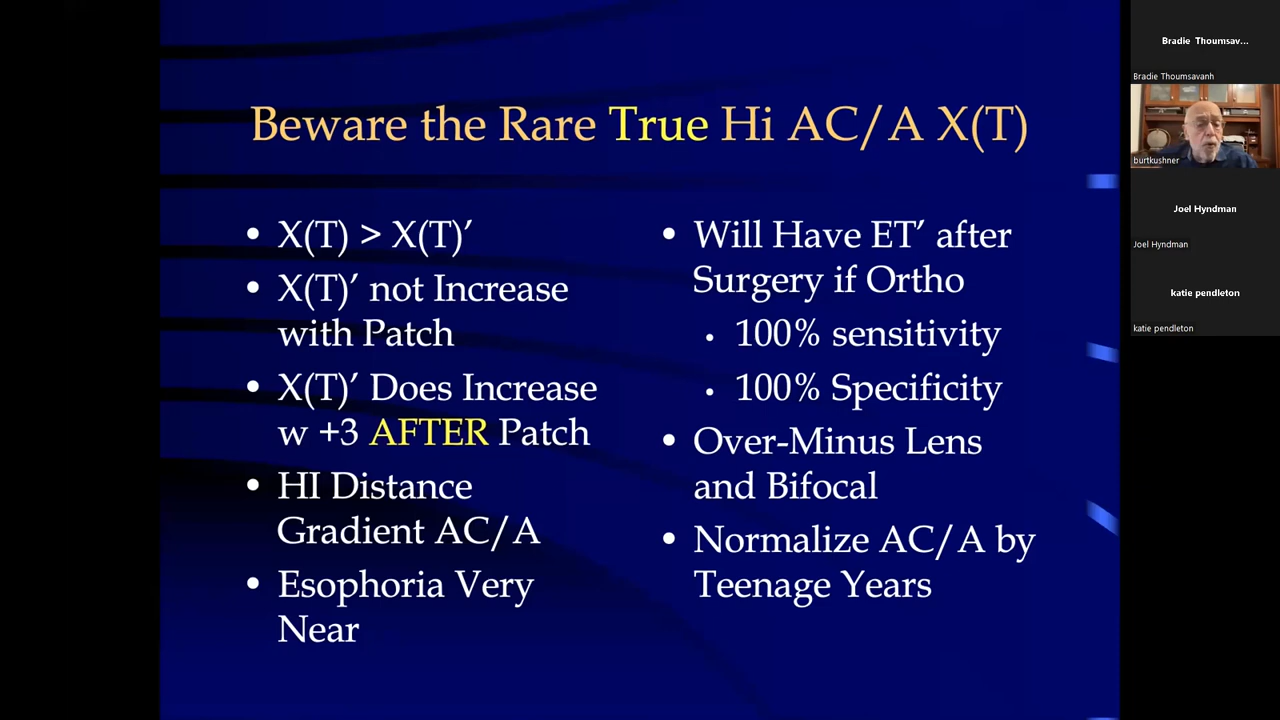 Beware the Rare True Hi AC/A X(T)
• X(T) > X(T)′
• X(T)′ not Increase
with Patch
• X(T)′ Does Increase
w +3 AFTER Patch
• HI Distance
Gradient AC/A
• Esophoria Very
Near
• Will Have ET′ after
Surgery if Ortho
• 100% sensitivity
• 100% Specificity
• Over-Minus Lens
and Bifocal
• Normalize AC/A by
Teenage Years
Bradie Thoumsav...
Bradie Thoumsavanh
burtkushner
Joel Hyndman
Joel Hyndman
katie pendleton
katie pendleton